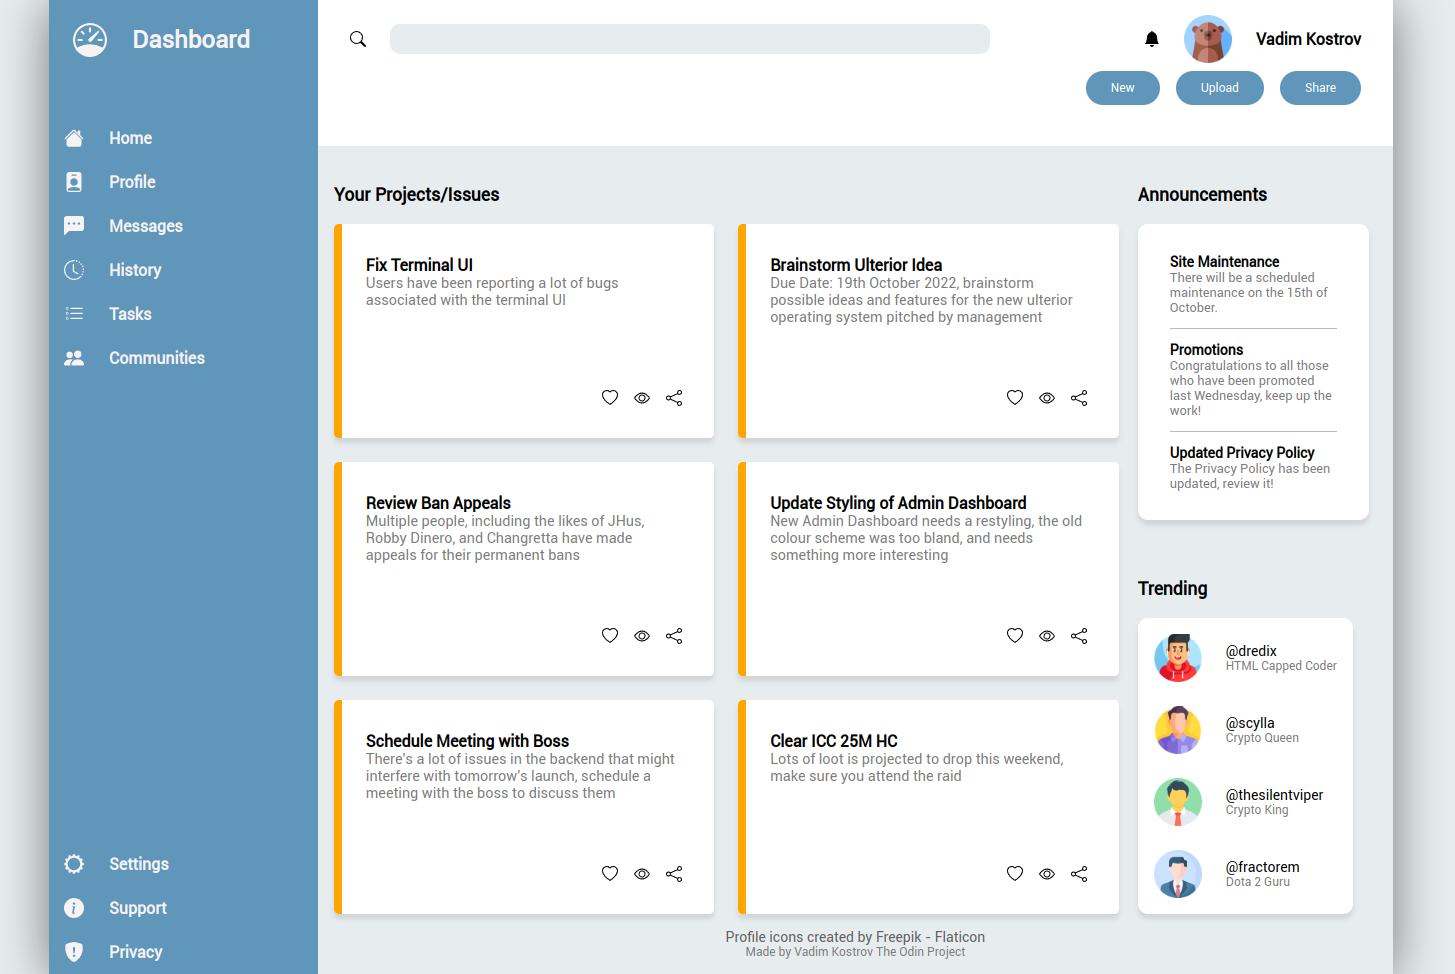 Dashboard
Home
Profile
Messages
History
Tasks
Communities
Settings
Support
Privacy
Vadim Kostrov
New
Upload
Share
Your Projects/Issues
Fix Terminal UI
Users have been reporting a lot of bugs
associated with the terminal UI
Brainstorm Ulterior Idea
Due Date: 19th October 2022, brainstorm
possible ideas and features for the new ulterior
operating system pitched by management
Review Ban Appeals
Multiple people, including the likes of JHus,
Robby Dinero, and Changretta have made
appeals for their permanent bans
Update Styling of Admin Dashboard
New Admin Dashboard needs a restyling, the old
colour scheme was too bland, and needs
something more interesting
Schedule Meeting with Boss
There's a lot of issues in the backend that might
interfere with tomorrow's launch, schedule a
meeting with the boss to discuss them
Clear ICC 25M HC
Lots of loot is projected to drop this weekend,
make sure you attend the raid
Announcements
Site Maintenance
There will be a scheduled
maintenance on the 15th of
October.
Promotions
Congratulations to all those
who have been promoted
last Wednesday, keep up the
work!
Updated Privacy Policy
The Privacy Policy has been
updated, review it!
Trending
@dredix
HTML Capped Coder
@scylla
Crypto Queen
@thesilentviper
Crypto King
@fractorem
Dota 2 Guru
Profile icons created by Freepik - Flaticon
Made by Vadim Kostrov The Odin Project